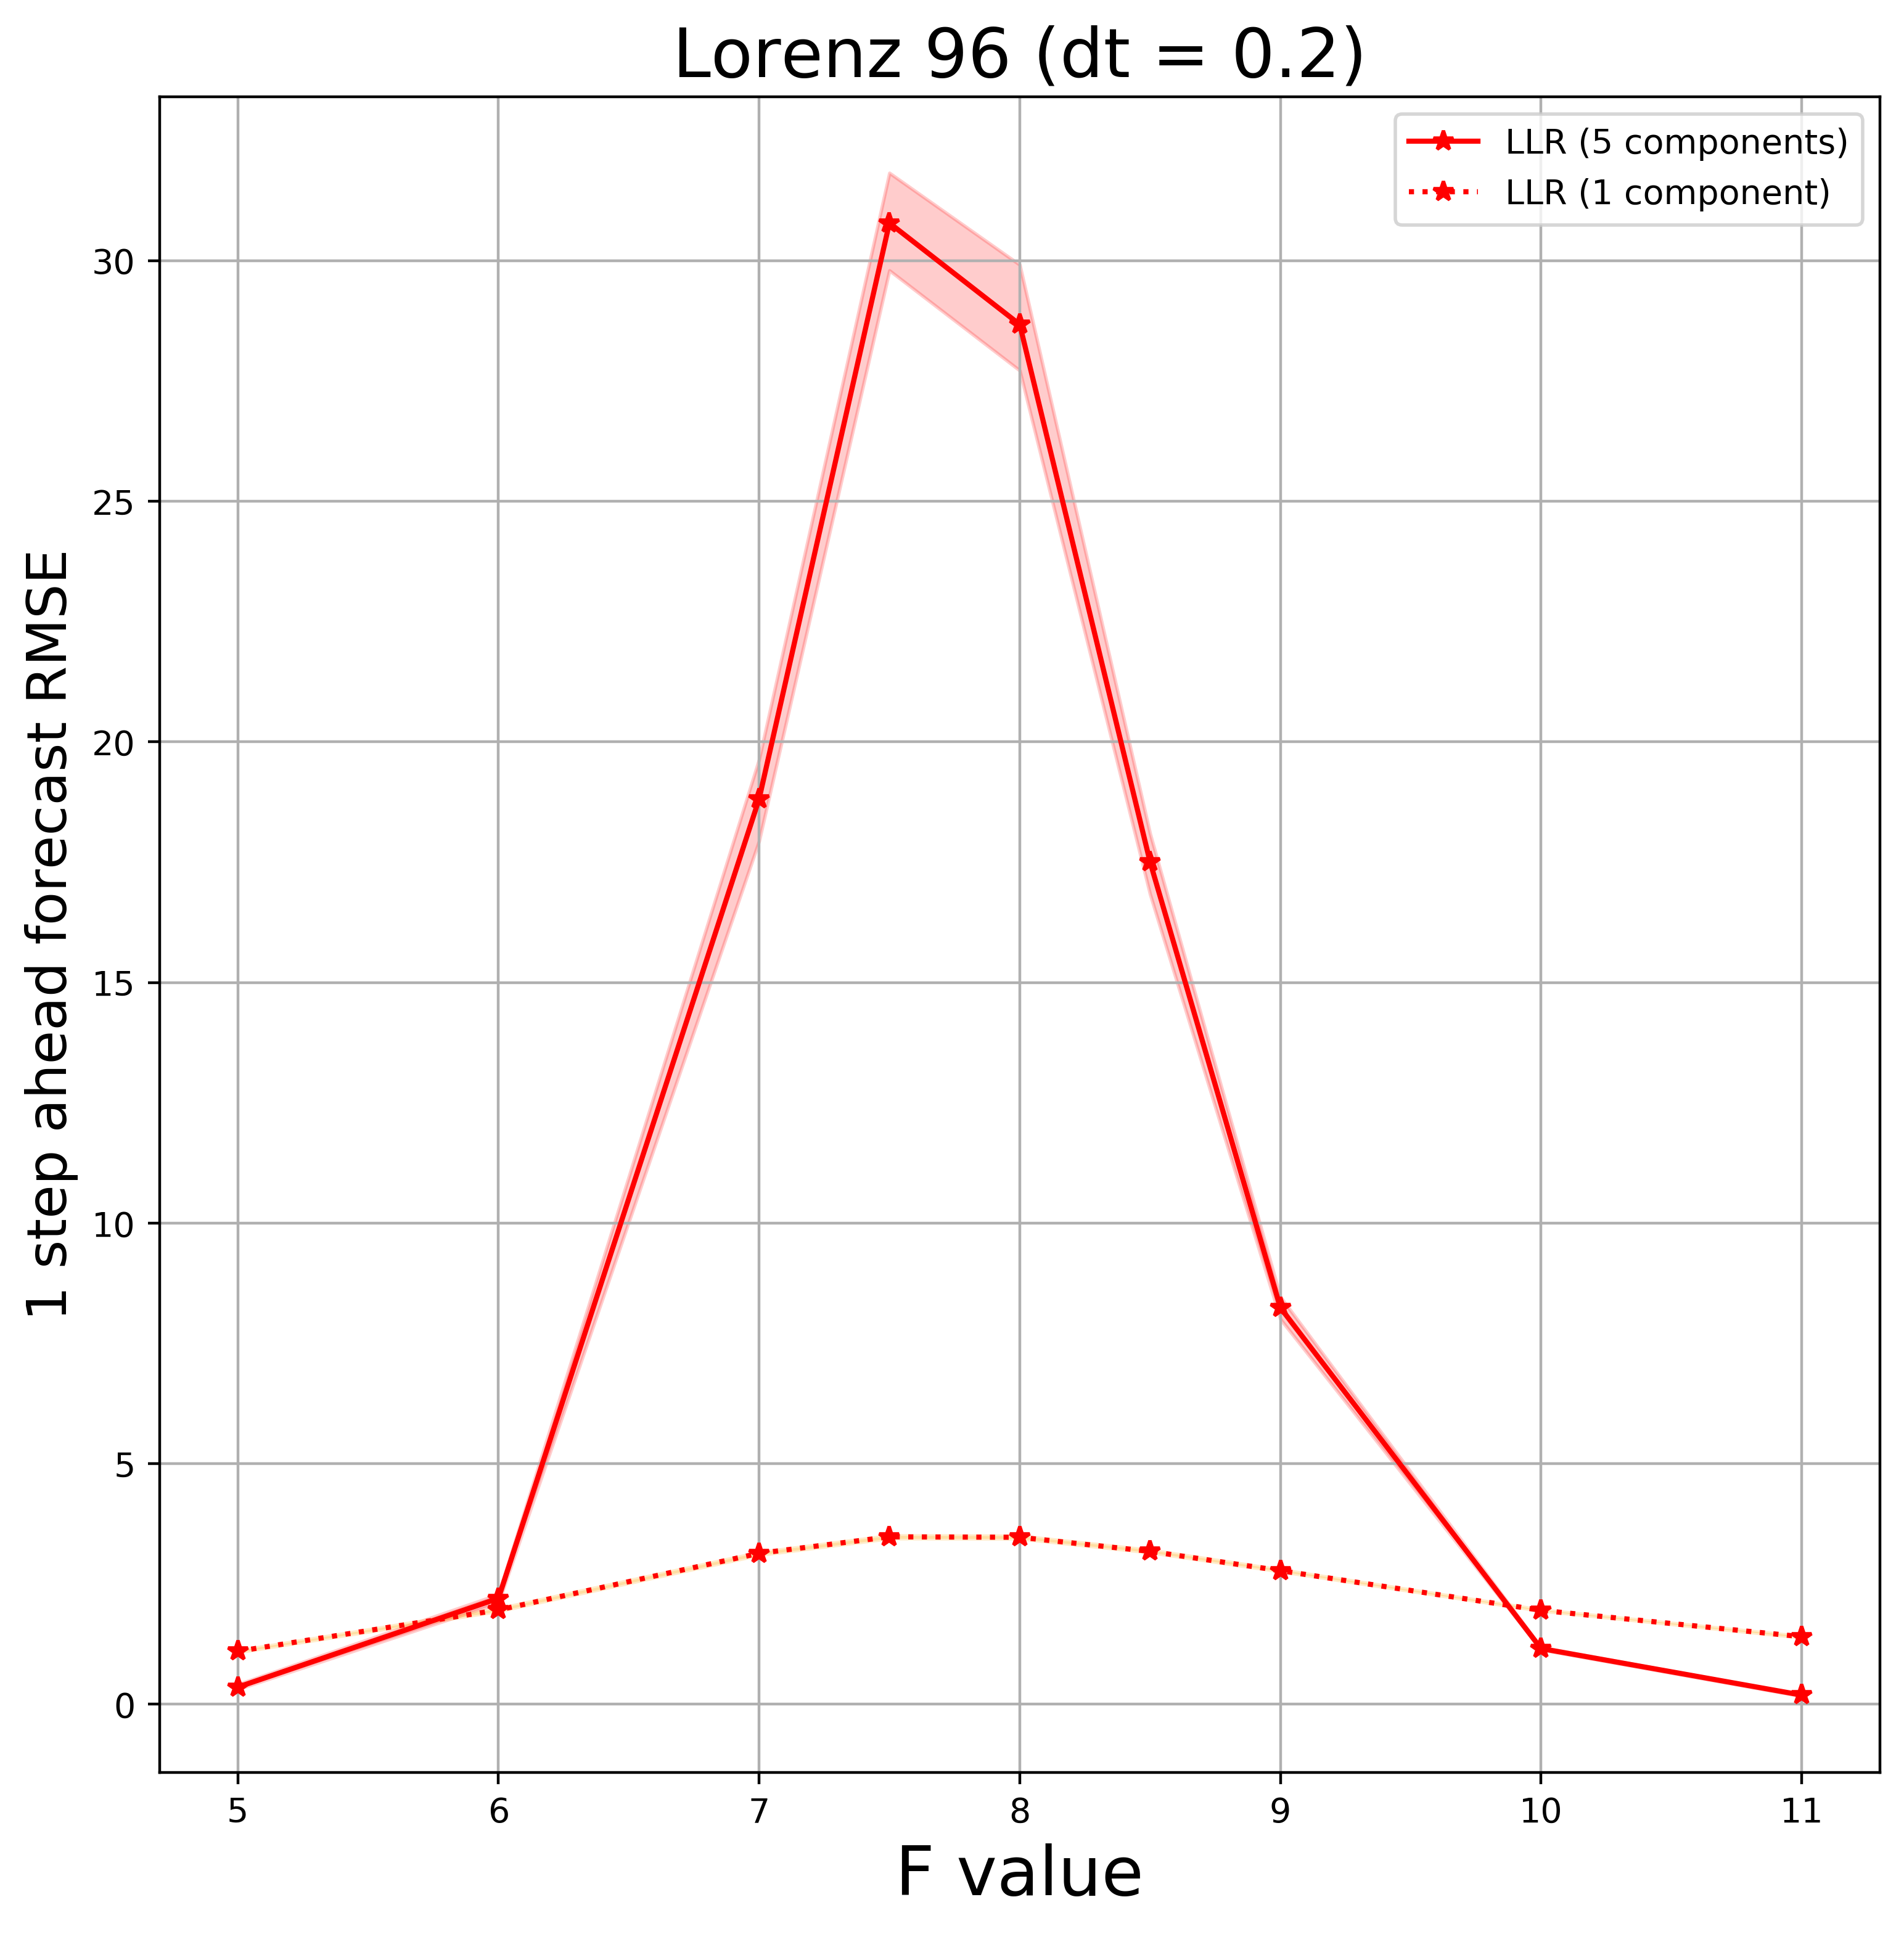 Lorenz 96 (dt = 0.2)
LLR (5 components)
LLR (1 component)
1 step ahead forecast RMSE
30
25
20
15
10
5
0
5 6 7 8 9 10 11
F value